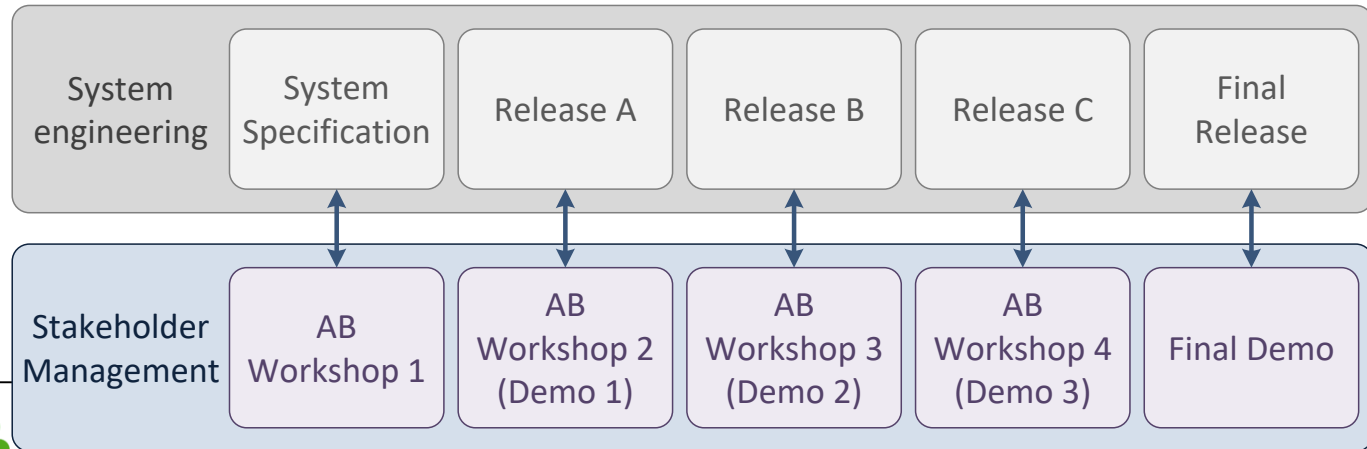 System
engineering
System
Specification
Release A
Release B
Release C
Final
Release
Stakeholder
Management
AB
Workshop 1
AB
Workshop 2
(Demo 1)
AB
Workshop 3
(Demo 2)
AB
Workshop 4
(Demo 3)
Final Demo